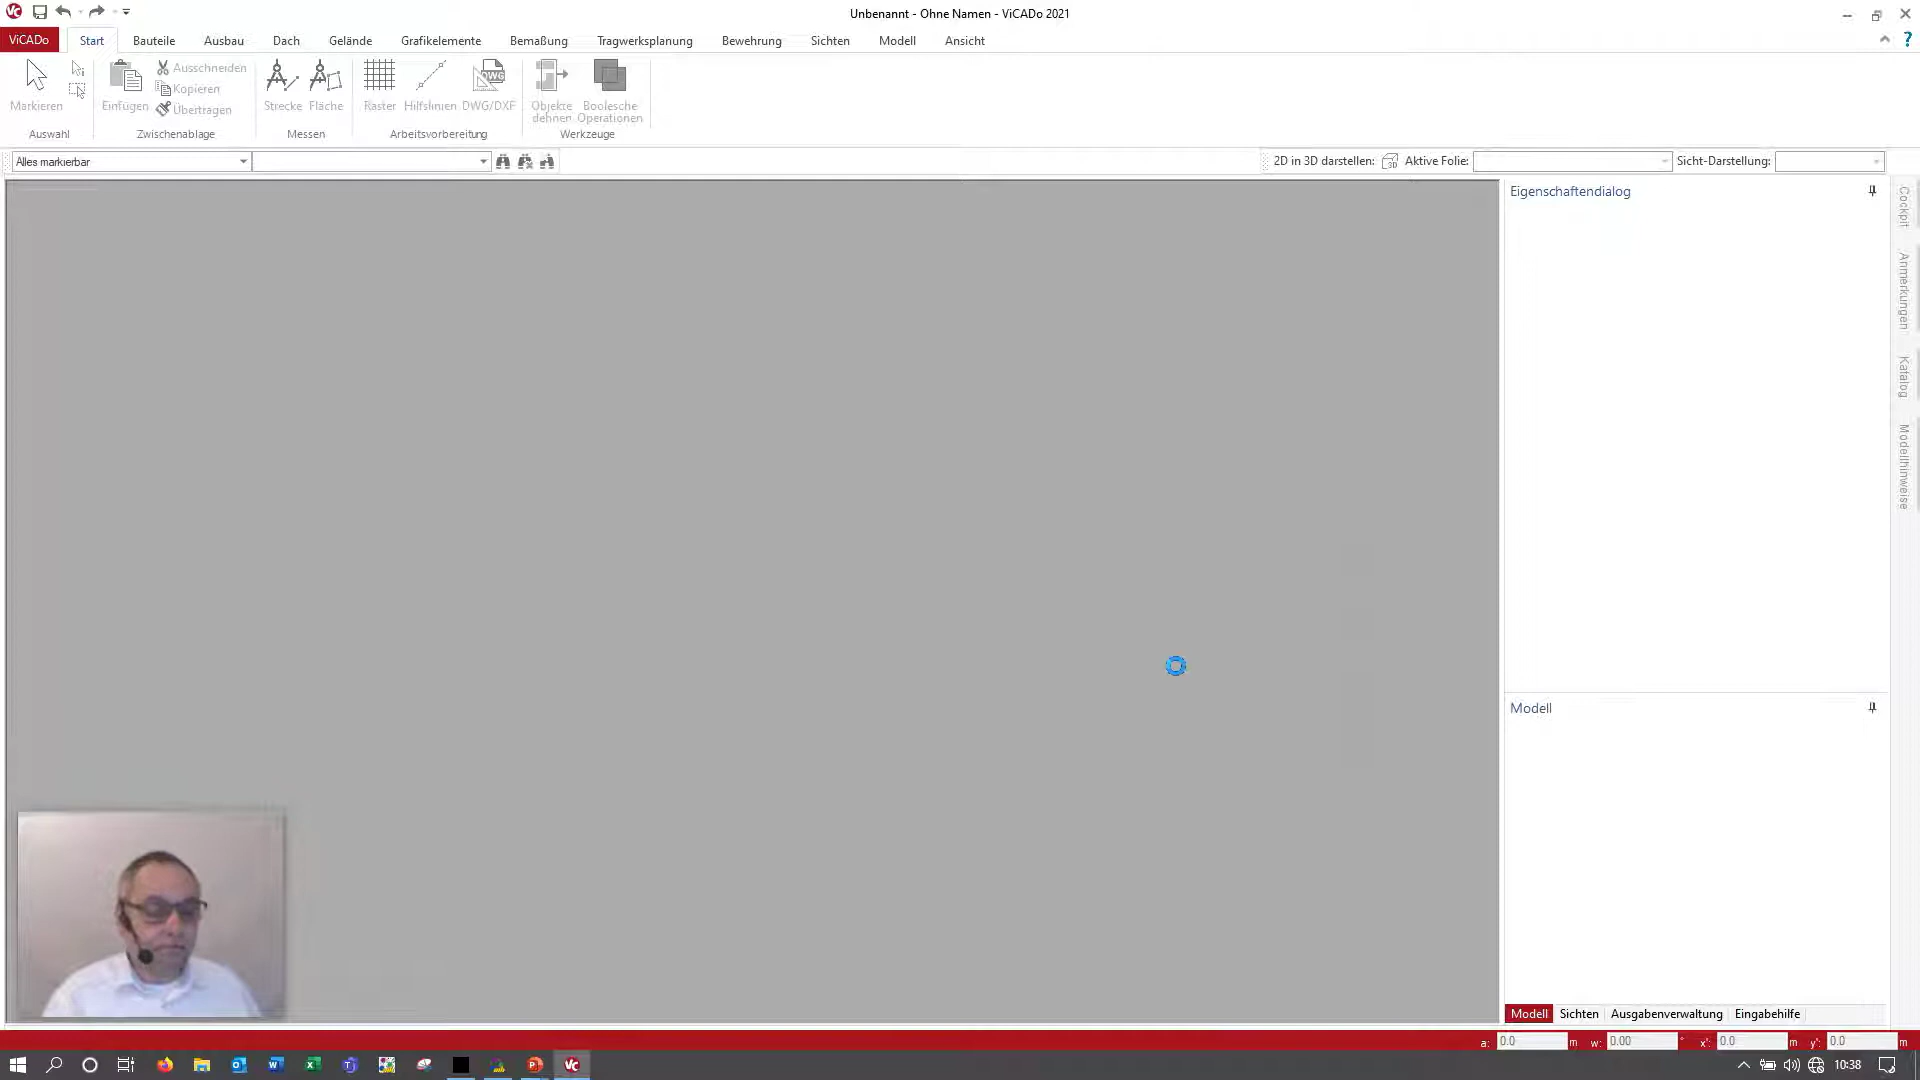 Unbenannt - Ohne Namen - ViCADo 2021
ViCADo Start Bauteile Ausbau Dach Gelände Grafikelemente Bemaßung Tragwerksplanung Bewehrung Sichten Modell Ansicht
Markieren
Auswahl
Einfügen
Ausschneiden
Kopieren
Übertragen
Zwischenablage
Strecke Fläche
Messen
Raster Hilfslinien DWG/DXF
Arbeitsvorbereitung
Objekte dehnen
Boolesche Operationen
Werkzeuge
Alles markierbar
2D in 3D darstellen: Aktive Folie: Sicht-Darstellung:
Eigenschaftendialog
Cockpit
Anmerkungen
Katalog
Modellhinweise
Modell
Modell Sichten Ausgabenverwaltung Eingabehilfe
a: 0.0 m w: 0.00 ° x': 0.0 m y': 0.0 m
10:38